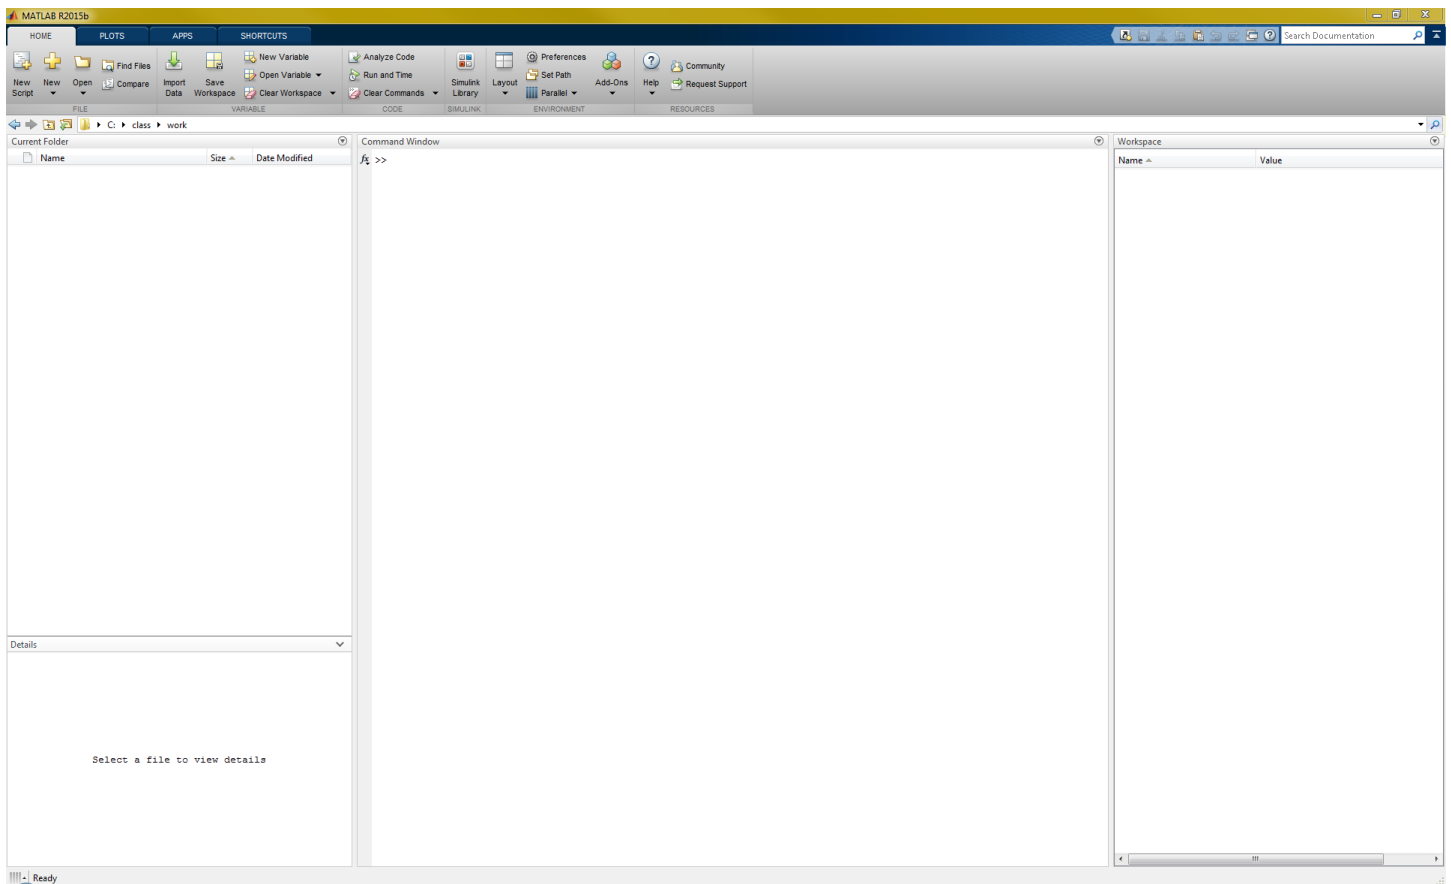 MATLAB R2015b
HOME PLOTS APPS SHORTCUTS Search Documentation
New Script New Open Find Files Compare Import Data Save Workspace New Variable Open Variable Clear Workspace Analyze Code Run and Time Clear Commands Simulink Library Layout Preferences Set Path Parallel Add-Ons Help Community Request Support
FILE VARIABLE CODE SIMULINK ENVIRONMENT RESOURCES
C: class work
Current Folder Command Window Workspace
Name Size Date Modified fx >> Name Value
Details
Select a file to view details
Ready